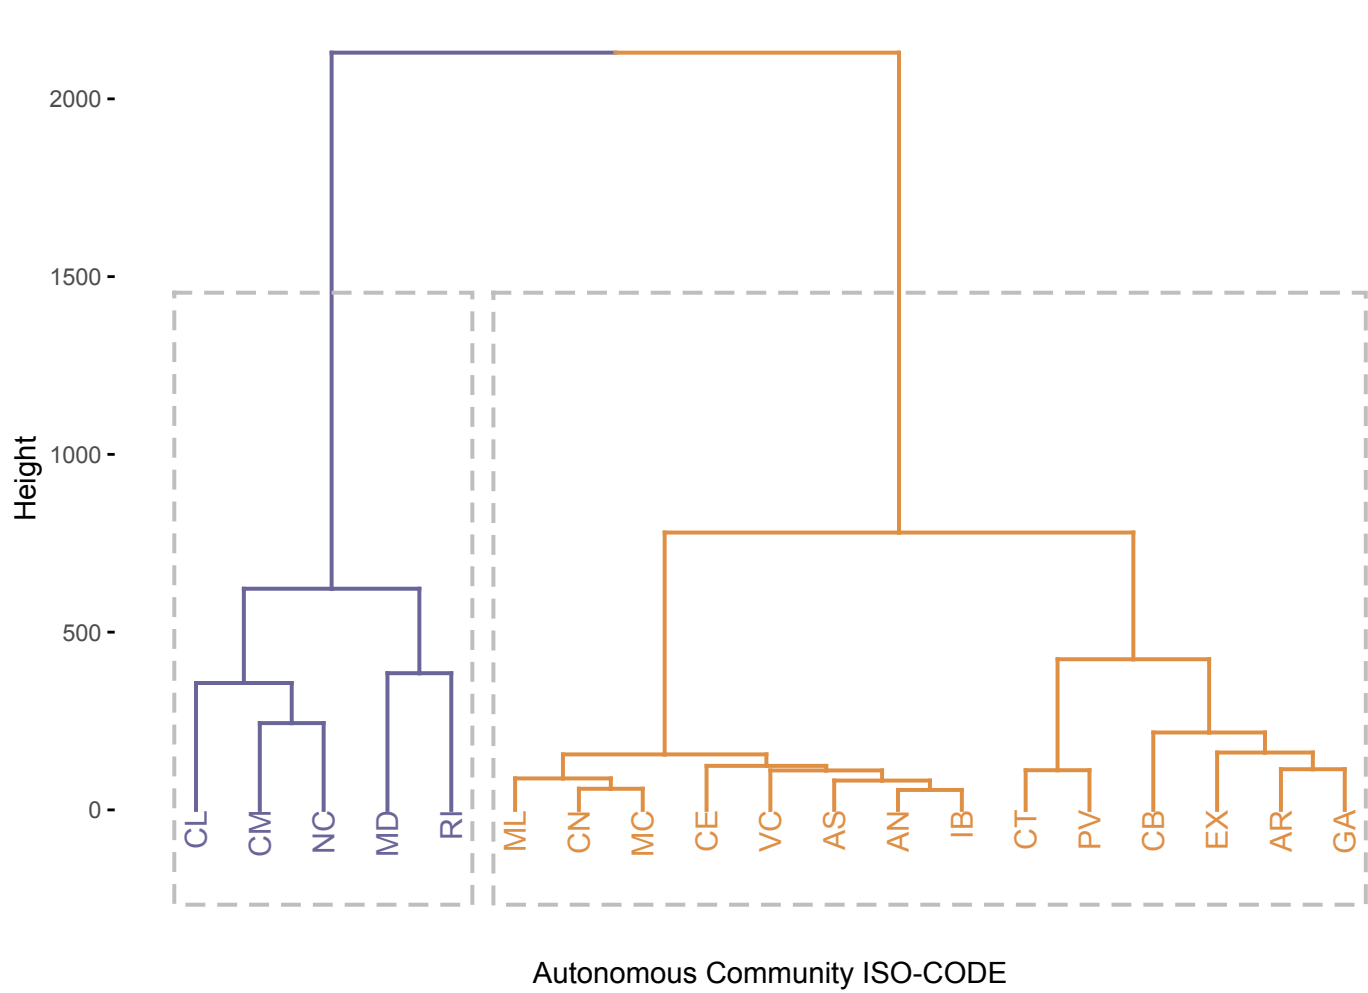 2000
1500
1000
500
0
Height
CL
CM
NC
MD
RI
ML
CN
MC
CE
VC
AS
AN
IB
CT
PV
CB
EX
AR
GA
Autonomous Community ISO-CODE